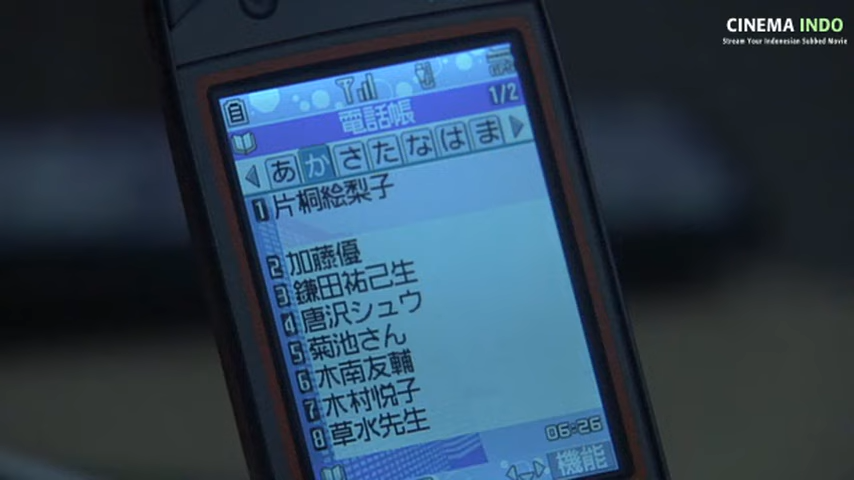 CINEMA INDO
Stream Your Indonesian Subbed Movie
電話帳 1/2
あ か さ た な は ま
1 片桐絵梨子
2 加藤優
3 鎌田祐己生
4 唐沢シュウ
5 菊池さん
6 木南友輔
7 木村悦子
8 草水先生
06-26
機能